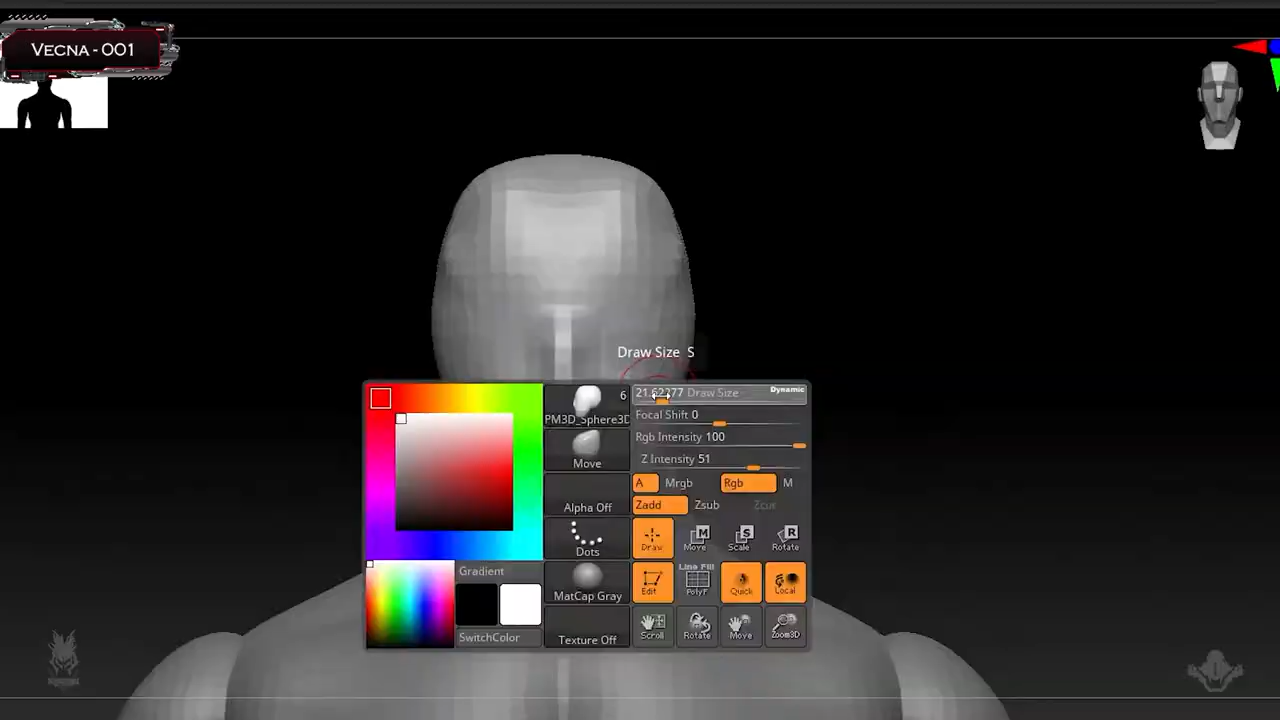 VECNA - 001
Draw Size S
6
PM3D_Sphere3D
Move
Alpha Off
Dots
MatCap Gray
Texture Off
Gradient
SwitchColor
Draw Size
Dynamic
Focal Shift 0
Rgb Intensity 100
Z Intensity 51
A Mrgb Rgb M
Zadd Zsub Zcut
Draw Move Scale Rotate
M S R
Line Fill
Edit PolyF Quick Local
Scroll Rotate Move Zoom3D